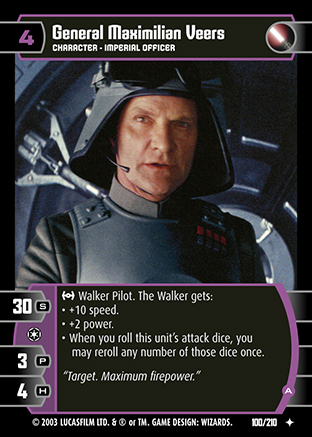 4
General Maximilian Veers
CHARACTER - IMPERIAL OFFICER
30 S
3 P
4 H
Walker Pilot. The Walker gets:
• +10 speed.
• +2 power.
• When you roll this unit's attack dice, you
may reroll any number of those dice once.
"Target. Maximum firepower."
A
© 2003 LUCASFILM LTD. & ® or TM. GAME DESIGN: WIZARDS.
100/210